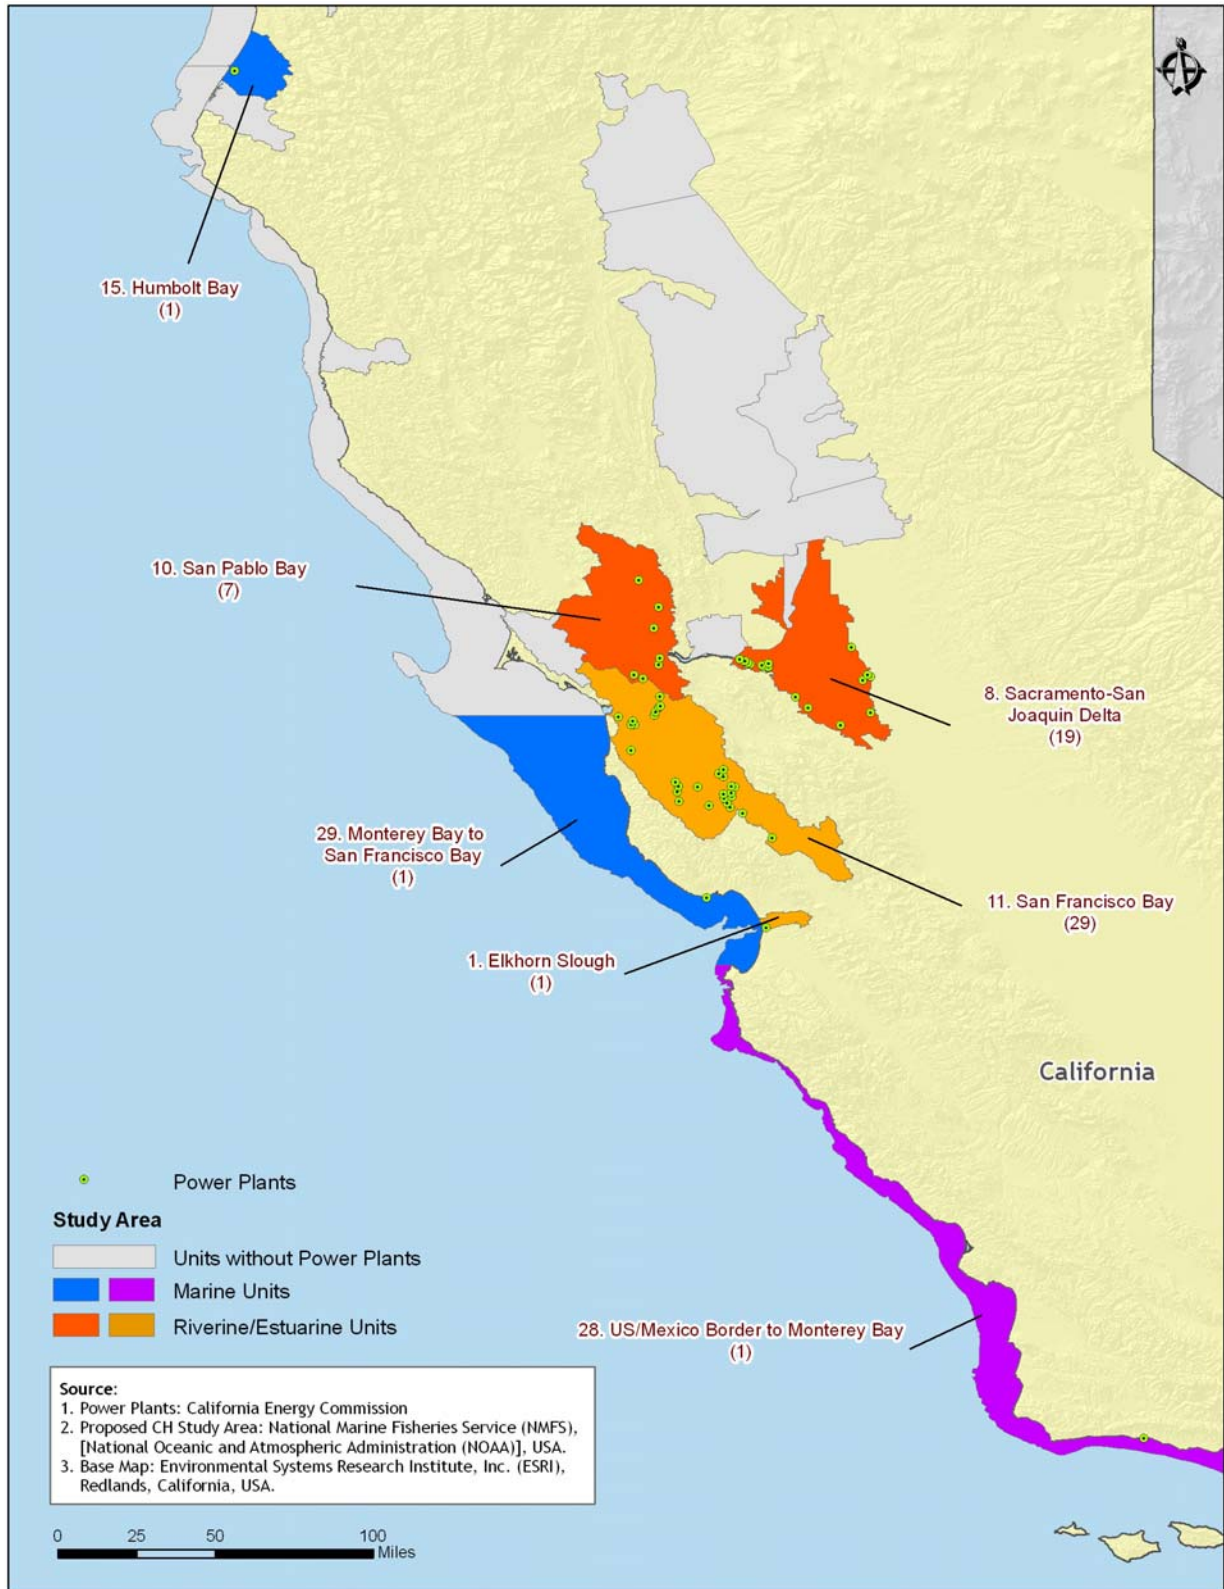 15. Humbolt Bay
(1)
10. San Pablo Bay
(7)
8. Sacramento-San
Joaquin Delta
(19)
29. Monterey Bay to
San Francisco Bay
(1)
11. San Francisco Bay
(29)
1. Elkhorn Slough
(1)
California
28. US/Mexico Border to Monterey Bay
(1)
Power Plants
Study Area
Units without Power Plants
Marine Units
Riverine/Estuarine Units
Source:
1. Power Plants: California Energy Commission
2. Proposed CH Study Area: National Marine Fisheries Service (NMFS),
[National Oceanic and Atmospheric Administration (NOAA)], USA.
3. Base Map: Environmental Systems Research Institute, Inc. (ESRI),
Redlands, California, USA.
0 25 50 100
Miles